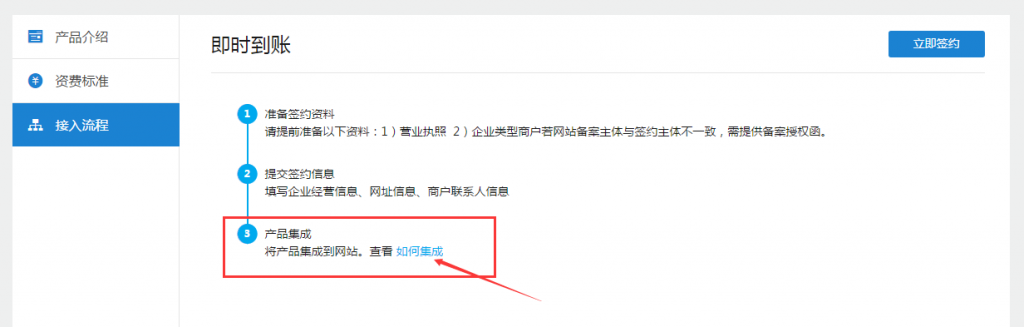 产品介绍
资费标准
接入流程
即时到账
立即签约
1 准备签约资料
请提前准备以下资料：1）营业执照 2）企业类型商户若网站备案主体与签约主体不一致，需提供备案授权函。
2 提交签约信息
填写企业经营信息、网址信息、商户联系人信息
3 产品集成
将产品集成到网站。查看 如何集成